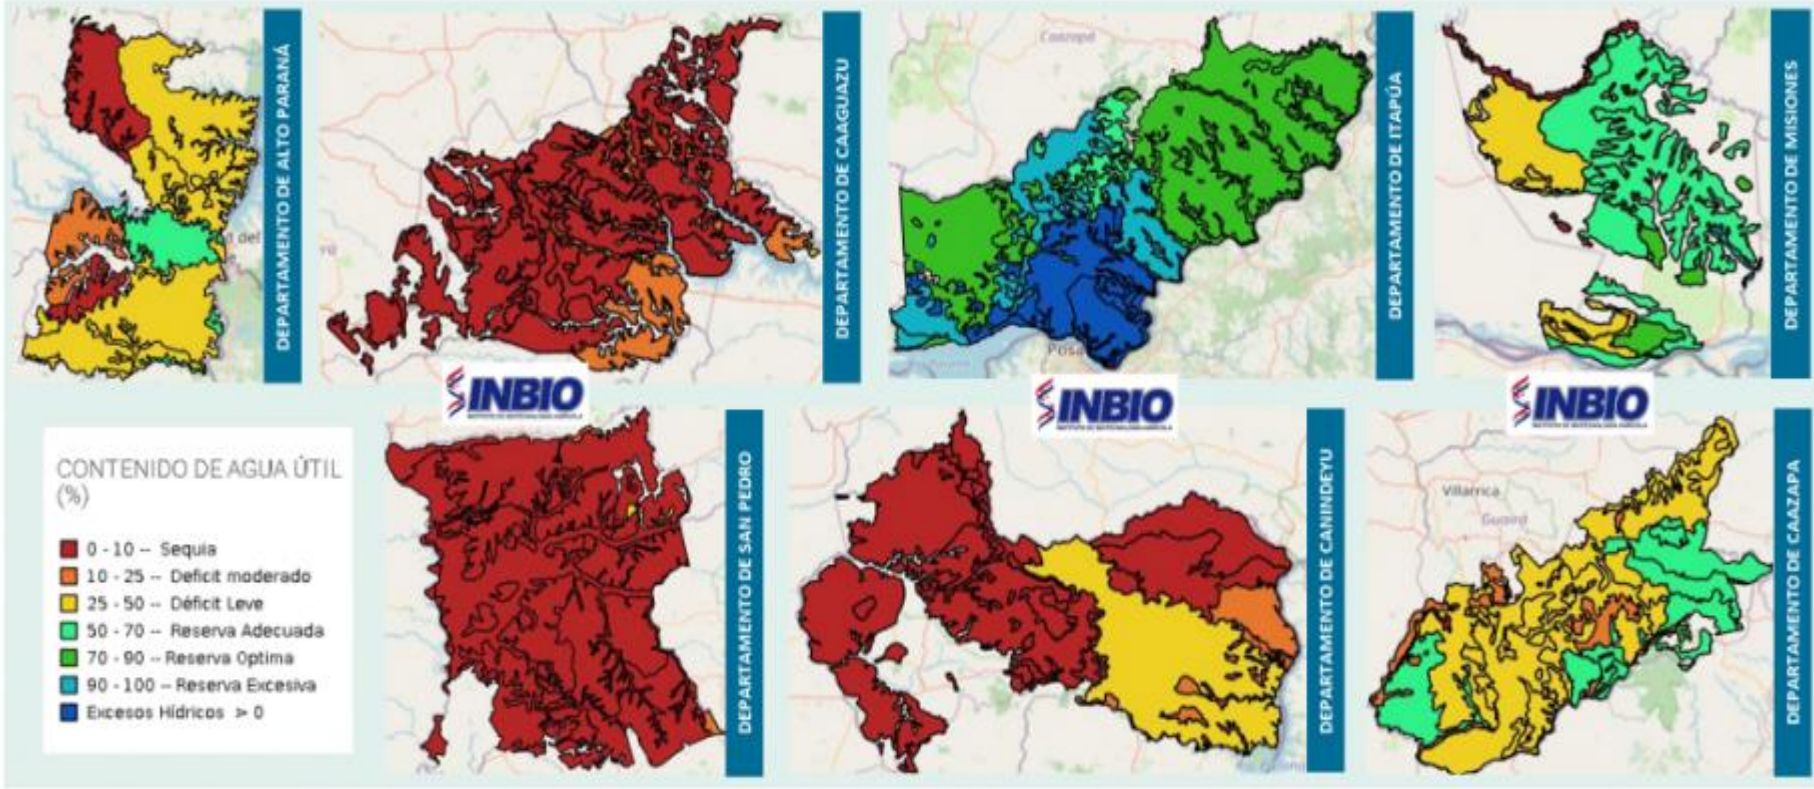 DEPARTAMENTO DE ALTO PARANÁ
DEPARTAMENTO DE CAAGUAZU
Caazapá
Posa
DEPARTAMENTO DE ITAPÚA
DEPARTAMENTO DE MISIONES
d del
INBIO
INBIO
INBIO
CONTENIDO DE AGUA ÚTIL
(%)
0 - 10 -- Sequia
10 - 25 -- Deficit moderado
25 - 50 -- Déficit Leve
50 - 70 -- Reserva Adecuada
70 - 90 -- Reserva Optima
90 - 100 -- Reserva Excesiva
Excesos Hídricos > 0
DEPARTAMENTO DE SAN PEDRO
DEPARTAMENTO DE CANINDEYU
Villarrica
Guairá
DEPARTAMENTO DE CAAZAPA